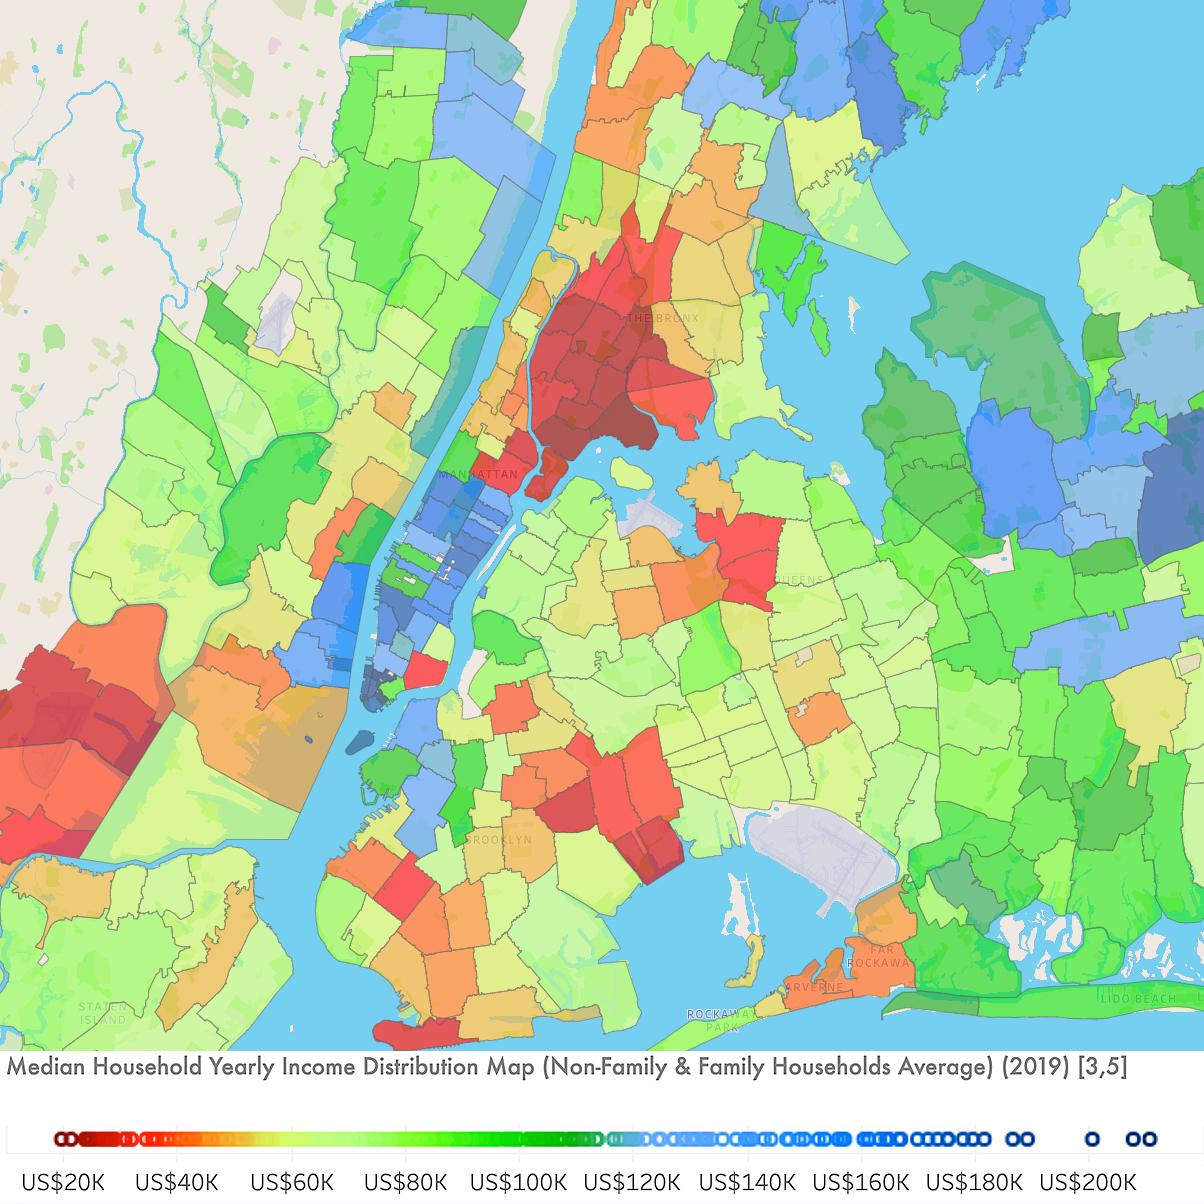 THE BRONX
MANHATTAN
QUEENS
BROOKLYN
FAR
ROCKAWAY
ARVERNE
LIDO BEACH
STATEN
ISLAND
ROCKAWAY
PARK
Median Household Yearly Income Distribution Map (Non-Family & Family Households Average) (2019) [3,5]
US$20K US$40K US$60K US$80K US$100K US$120K US$140K US$160K US$180K US$200K